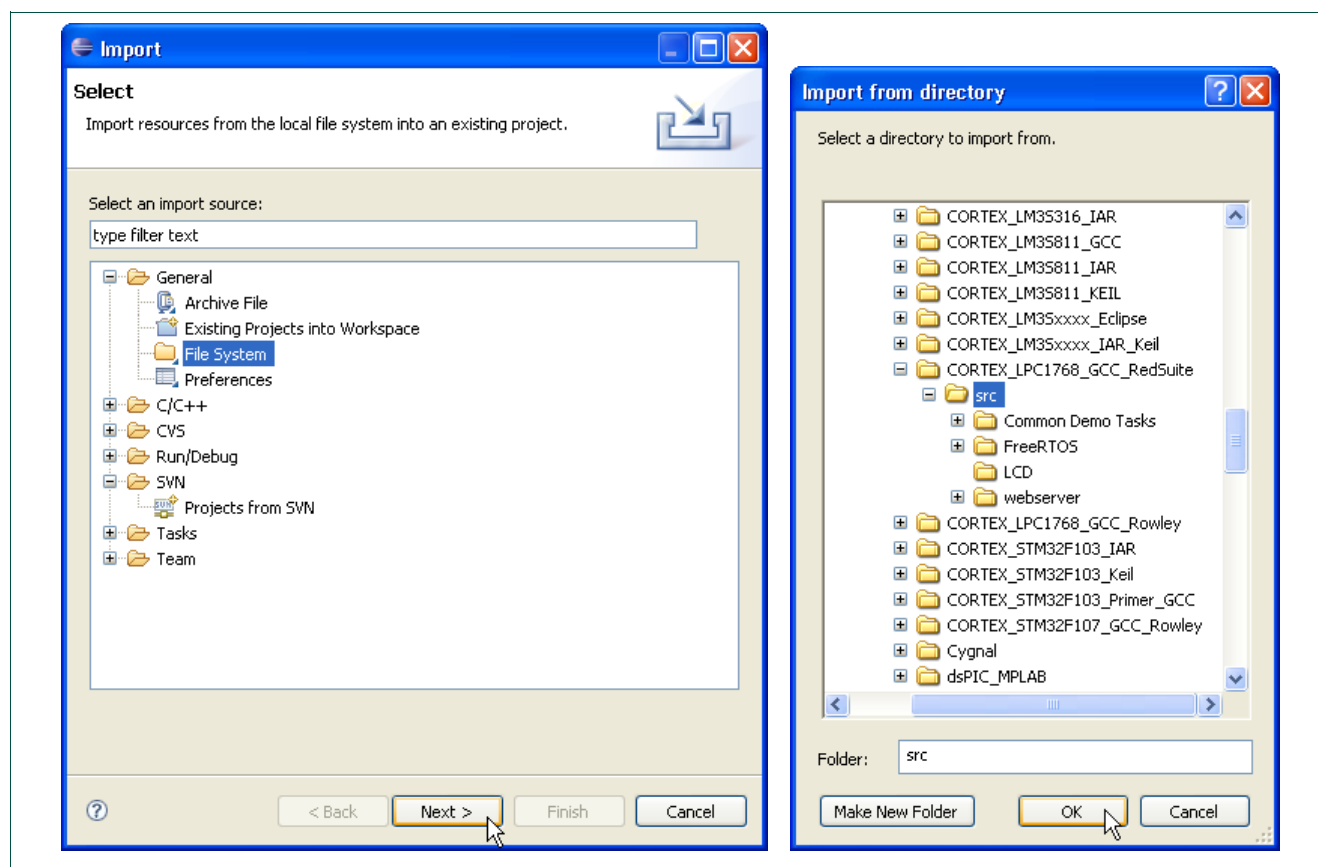 Import
Select
Import resources from the local file system into an existing project.
Select an import source:
type filter text
General
Archive File
Existing Projects into Workspace
File System
Preferences
C/C++
CVS
Run/Debug
SVN
Projects from SVN
Tasks
Team
< Back
Next >
Finish
Cancel
Import from directory
Select a directory to import from.
CORTEX_LM3S316_IAR
CORTEX_LM3S811_GCC
CORTEX_LM3S811_IAR
CORTEX_LM3S811_KEIL
CORTEX_LM3Sxxxx_Eclipse
CORTEX_LM3Sxxxx_IAR_Keil
CORTEX_LPC1768_GCC_RedSuite
src
Common Demo Tasks
FreeRTOS
LCD
webserver
CORTEX_LPC1768_GCC_Rowley
CORTEX_STM32F103_IAR
CORTEX_STM32F103_Keil
CORTEX_STM32F103_Primer_GCC
CORTEX_STM32F107_GCC_Rowley
Cygnal
dsPIC_MPLAB
Folder:
src
Make New Folder
OK
Cancel